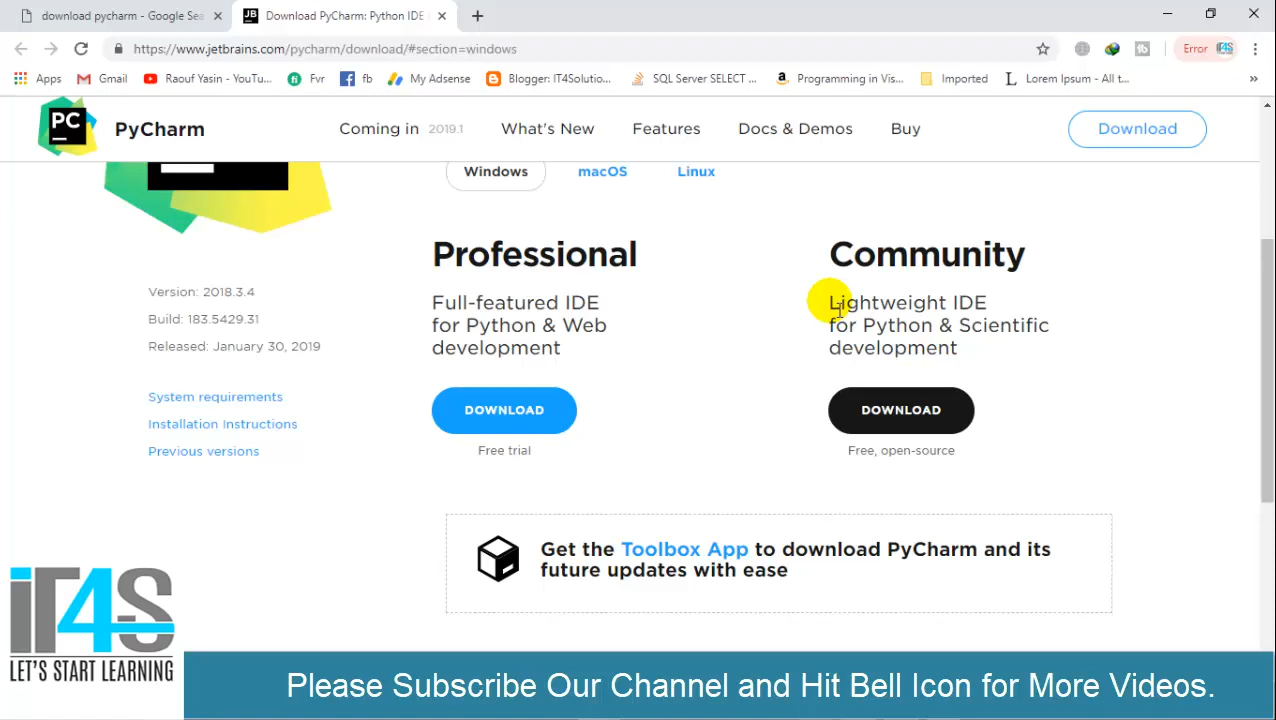 download pycharm - Google Sea
Download PyCharm: Python IDE
https://www.jetbrains.com/pycharm/download/#section=windows
Error
Apps
Gmail
Raouf Yasin - YouTu...
Fvr
fb
My Adsense
Blogger: IT4Solutio...
SQL Server SELECT ...
Programming in Vis...
Imported
Lorem Ipsum - All t...
»
PC
PyCharm
Coming in 2019.1
What's New
Features
Docs & Demos
Buy
Download
Windows
macOS
Linux
Version: 2018.3.4
Build: 183.5429.31
Released: January 30, 2019
System requirements
Installation Instructions
Previous versions
Professional
Full-featured IDE
for Python & Web
development
DOWNLOAD
Free trial
Community
Lightweight IDE
for Python & Scientific
development
DOWNLOAD
Free, open-source
Get the Toolbox App to download PyCharm and its
future updates with ease
iT4S
LET'S START LEARNING
Please Subscribe Our Channel and Hit Bell Icon for More Videos.